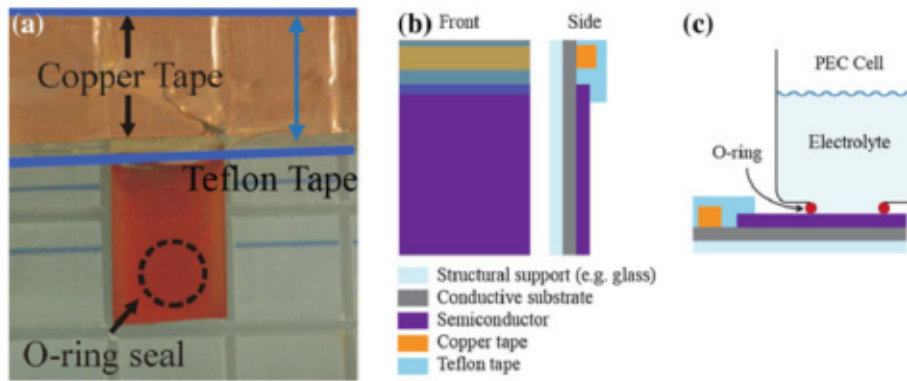 (a)
Copper Tape
Teflon Tape
O-ring seal
(b)
Front
Side
Structural support (e.g. glass)
Conductive substrate
Semiconductor
Copper tape
Teflon tape
(c)
PEC Cell
O-ring
Electrolyte